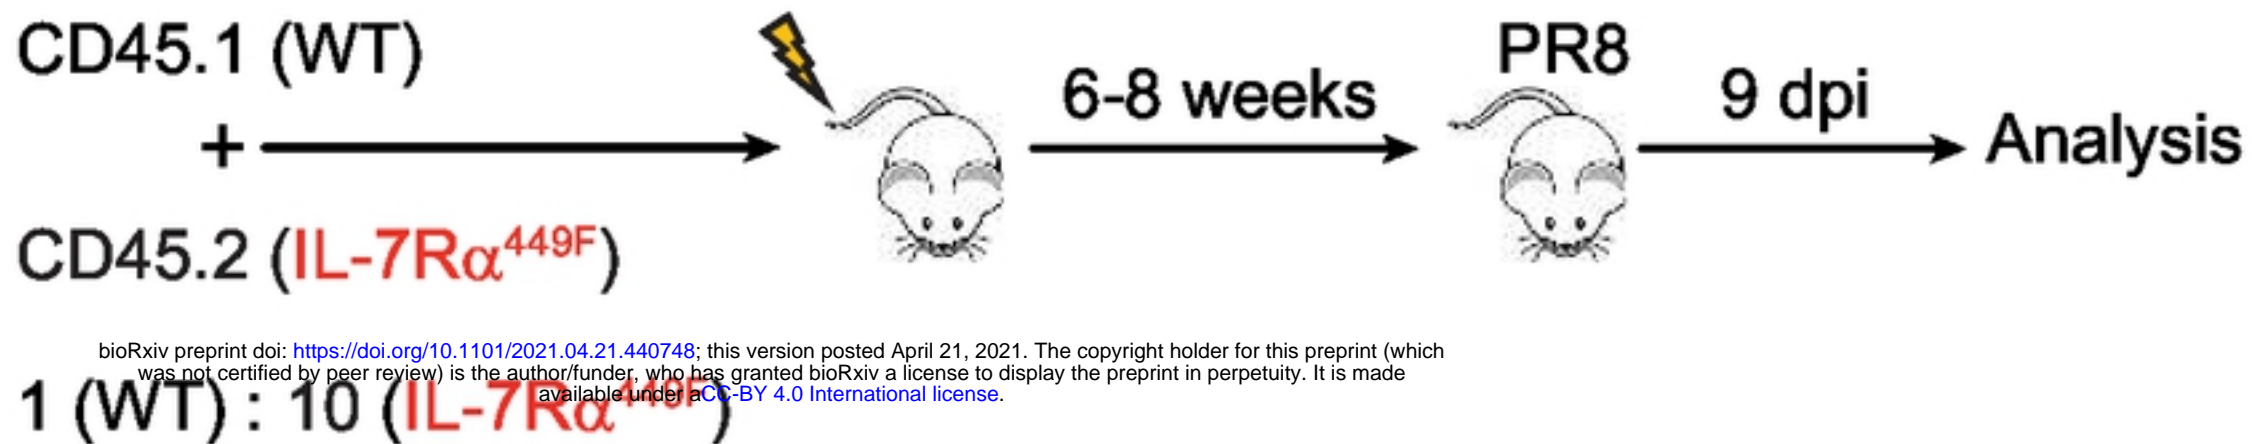 CD45.1 (WT)
+
CD45.2 (IL-7Rα449F)
6-8 weeks
PR8
9 dpi
Analysis
bioRxiv preprint doi: https://doi.org/10.1101/2021.04.21.440748; this version posted April 21, 2021. The copyright holder for this preprint (which
was not certified by peer review) is the author/funder, who has granted bioRxiv a license to display the preprint in perpetuity. It is made
available under aCC-BY 4.0 International license.
1 (WT) : 10 (IL-7Rα449F)